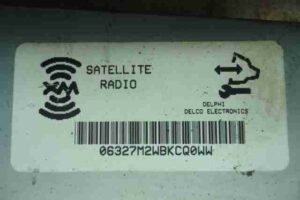 XM
SATELLITE
RADIO
DELPHI
DELCO ELECTRONICS
06327M2WBKCQ0WW